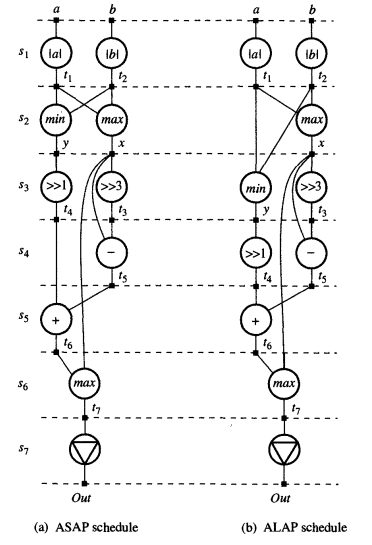 a b a b
s1 |a| |b| |a| |b|
t1 t2 t1 t2
s2 min max max
y x x
s3 >>1 >>3 min >>3
t4 t3 y t3
s4 − >>1 −
t5 t4 t5
s5 + +
t6 t6
s6 max max
t7 t7
s7
Out Out
(a) ASAP schedule (b) ALAP schedule